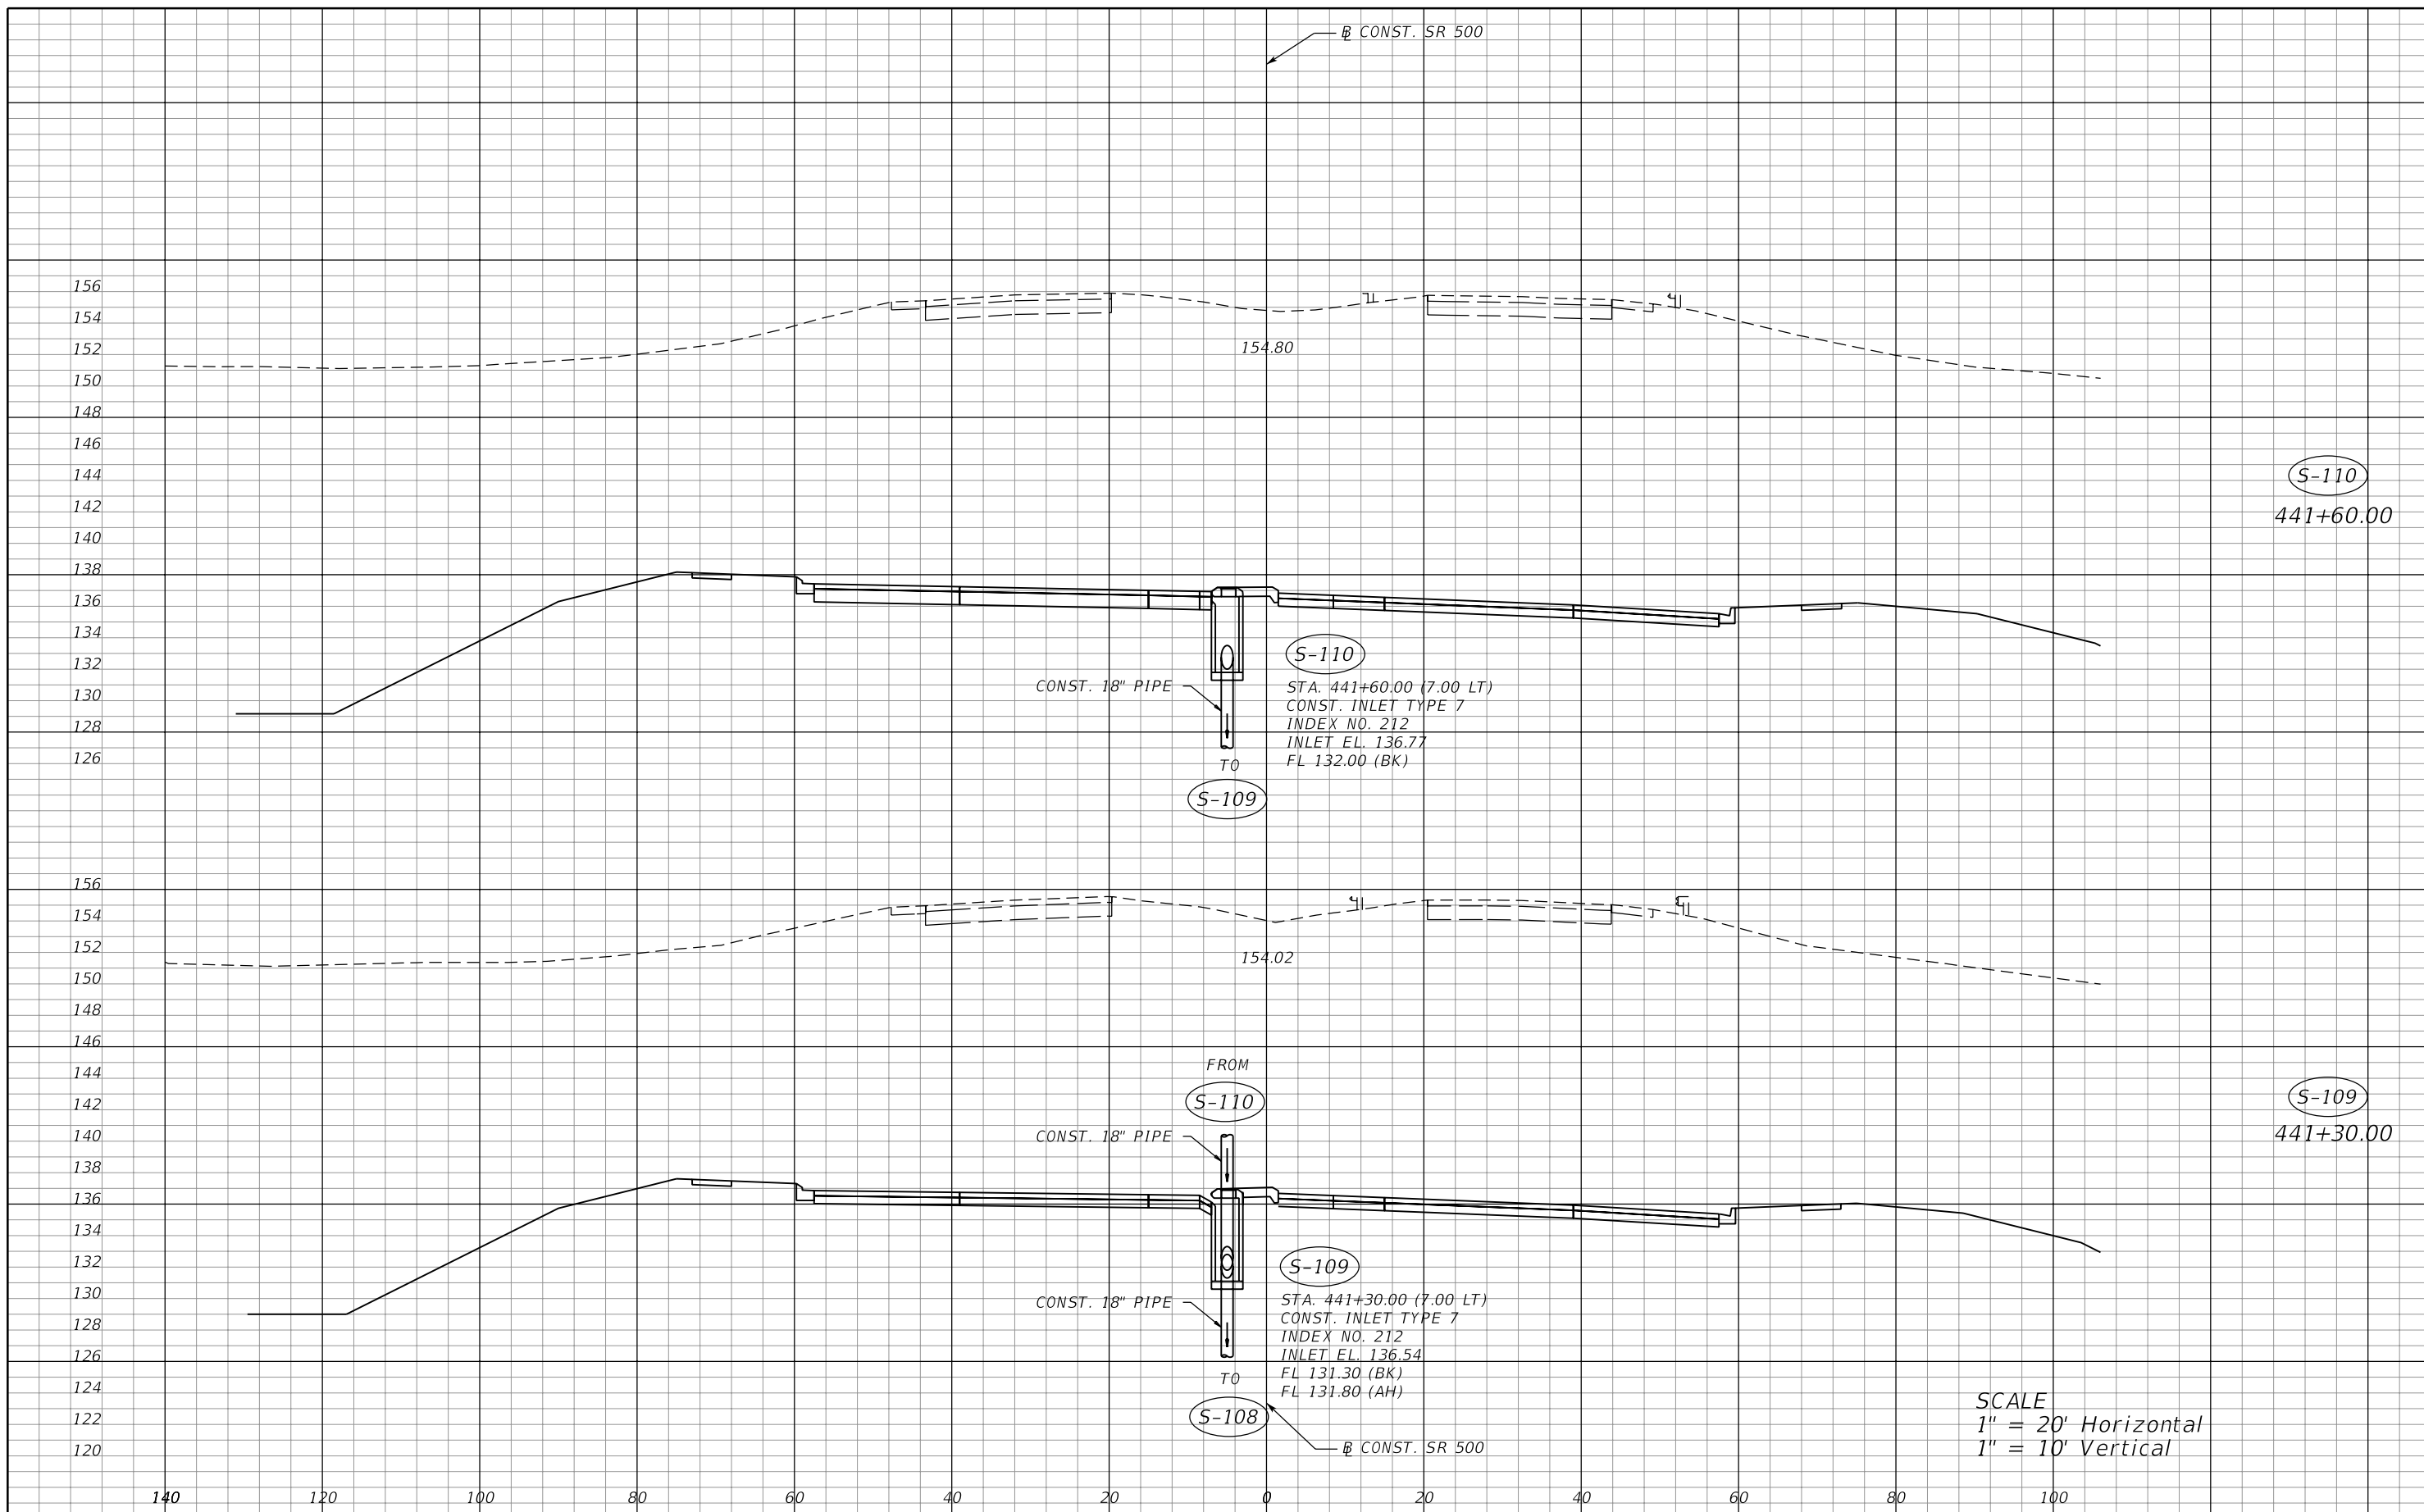 ℄ CONST. SR 500
156
154
152
154.80
150
148
146
144
S-110
142
441+60.00
140
138
136
134
132
130
128
126
S-110
CONST. 18" PIPE
STA. 441+60.00 (7.00 LT)
CONST. INLET TYPE 7
INDEX NO. 212
INLET EL. 136.77
FL 132.00 (BK)
TO
S-109
156
154
152
154.02
150
148
146
144
142
140
138
136
134
132
130
128
126
124
122
120
FROM
S-110
CONST. 18" PIPE
S-109
441+30.00
S-109
CONST. 18" PIPE
STA. 441+30.00 (7.00 LT)
CONST. INLET TYPE 7
INDEX NO. 212
INLET EL. 136.54
FL 131.30 (BK)
FL 131.80 (AH)
TO
S-108
℄ CONST. SR 500
SCALE
1" = 20' Horizontal
1" = 10' Vertical
140 120 100 80 60 40 20 0 20 40 60 80 100